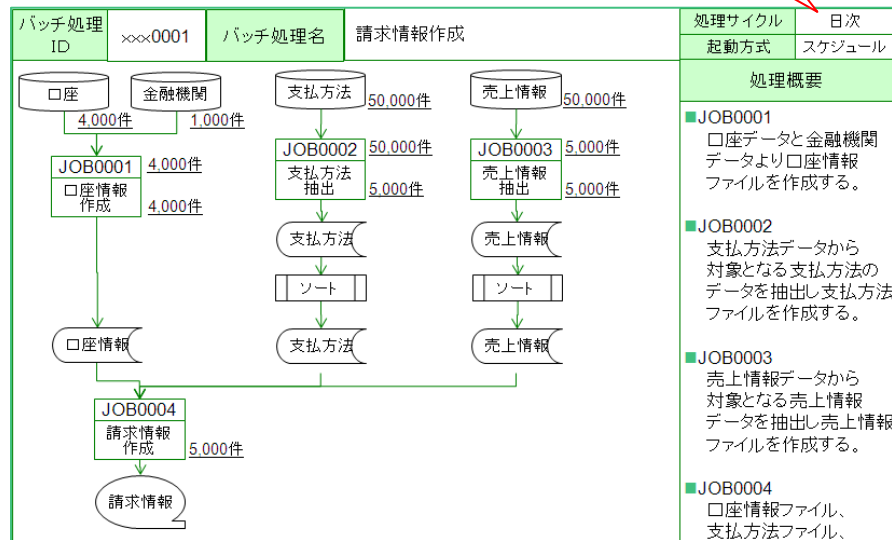 バッチ処理
ID
xxx0001
バッチ処理名
請求情報作成
処理サイクル
日次
起動方式
スケジュール
処理概要
口座
金融機関
支払方法
50,000件
売上情報
50,000件
4,000件
1,000件
JOB0001
口座情報
作成
4,000件
4,000件
JOB0002
支払方法
抽出
50,000件
5,000件
JOB0003
売上情報
抽出
5,000件
5,000件
支払方法
売上情報
ソート
ソート
口座情報
支払方法
売上情報
JOB0004
請求情報
作成
5,000件
請求情報
■JOB0001
口座データと金融機関
データより口座情報
ファイルを作成する。
■JOB0002
支払方法データから
対象となる支払方法の
データを抽出し支払方法
ファイルを作成する。
■JOB0003
売上情報データから
対象となる売上情報
データを抽出し売上情報
ファイルを作成する。
■JOB0004
口座情報ファイル、
支払方法ファイル、